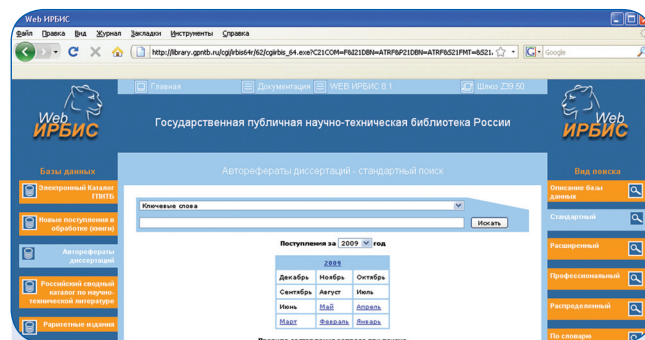 Web ИРБИС
Файл Правка Вид Журнал Закладки Инструменты Справка
http://library.gpntb.ru/cgi/irbis64r/62/cgiirbis_64.exe?C21COM=F&I21DBN=ATRF&P21DBN=ATRF&S21FMT=&S21.
Google
Главная Документация WEB ИРБИС 8.1 Шлюз Z39.50
Web
ИРБИС
Государственная публичная научно-техническая библиотека России
Web
ИРБИС
Базы данных
Авторефераты диссертаций - стандартный поиск
Вид поиска
Электронный Каталог
ГПНТБ
Новые поступления в
обработке (книги)
Авторефераты
диссертаций
Российский сводный
каталог по научно-
технической литературе
Раритетные издания
Ключевые слова
Искать
Поступления за 2009 год
2009
Декабрь Ноябрь Октябрь
Сентябрь Август Июль
Июнь Май Апрель
Март Февраль Январь
Описание базы
данных
Стандартный
Расширенный
Профессиональный
Распределенный
По словарю